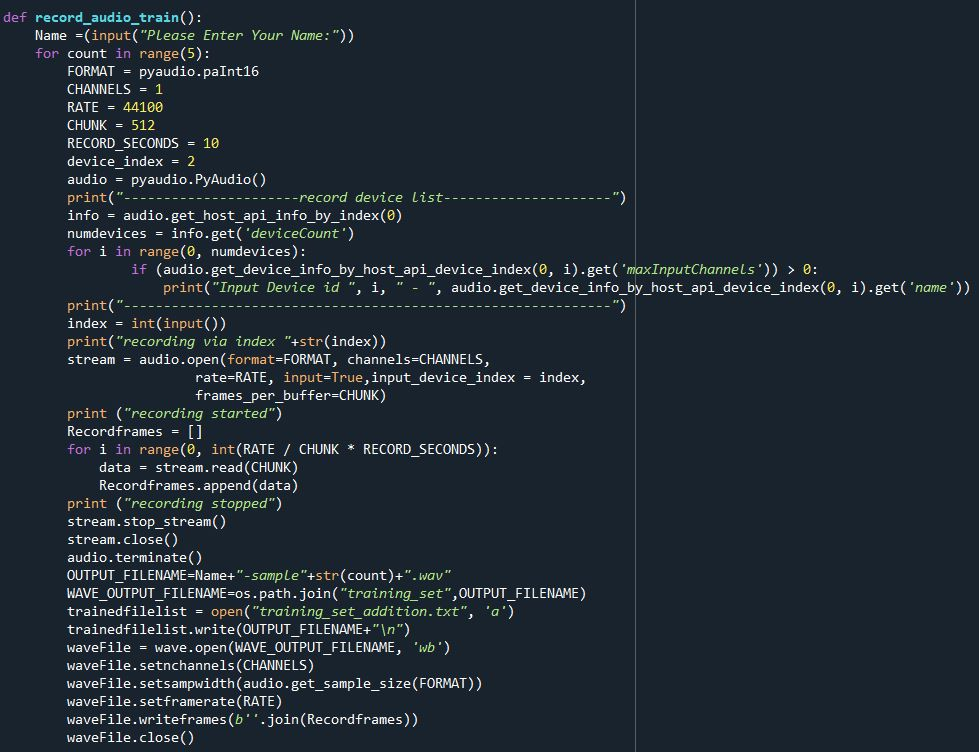 def record_audio_train():
    Name =(input("Please Enter Your Name:"))
    for count in range(5):
        FORMAT = pyaudio.paInt16
        CHANNELS = 1
        RATE = 44100
        CHUNK = 512
        RECORD_SECONDS = 10
        device_index = 2
        audio = pyaudio.PyAudio()
        print("----------------------record device list---------------------")
        info = audio.get_host_api_info_by_index(0)
        numdevices = info.get('deviceCount')
        for i in range(0, numdevices):
                if (audio.get_device_info_by_host_api_device_index(0, i).get('maxInputChannels')) > 0:
                    print("Input Device id ", i, " - ", audio.get_device_info_by_host_api_device_index(0, i).get('name'))
        print("-------------------------------------------------------------")
        index = int(input())
        print("recording via index "+str(index))
        stream = audio.open(format=FORMAT, channels=CHANNELS,
                        rate=RATE, input=True,input_device_index = index,
                        frames_per_buffer=CHUNK)
        print ("recording started")
        Recordframes = []
        for i in range(0, int(RATE / CHUNK * RECORD_SECONDS)):
            data = stream.read(CHUNK)
            Recordframes.append(data)
        print ("recording stopped")
        stream.stop_stream()
        stream.close()
        audio.terminate()
        OUTPUT_FILENAME=Name+"-sample"+str(count)+".wav"
        WAVE_OUTPUT_FILENAME=os.path.join("training_set",OUTPUT_FILENAME)
        trainedfilelist = open("training_set_addition.txt", 'a')
        trainedfilelist.write(OUTPUT_FILENAME+"\n")
        waveFile = wave.open(WAVE_OUTPUT_FILENAME, 'wb')
        waveFile.setnchannels(CHANNELS)
        waveFile.setsampwidth(audio.get_sample_size(FORMAT))
        waveFile.setframerate(RATE)
        waveFile.writeframes(b''.join(Recordframes))
        waveFile.close()